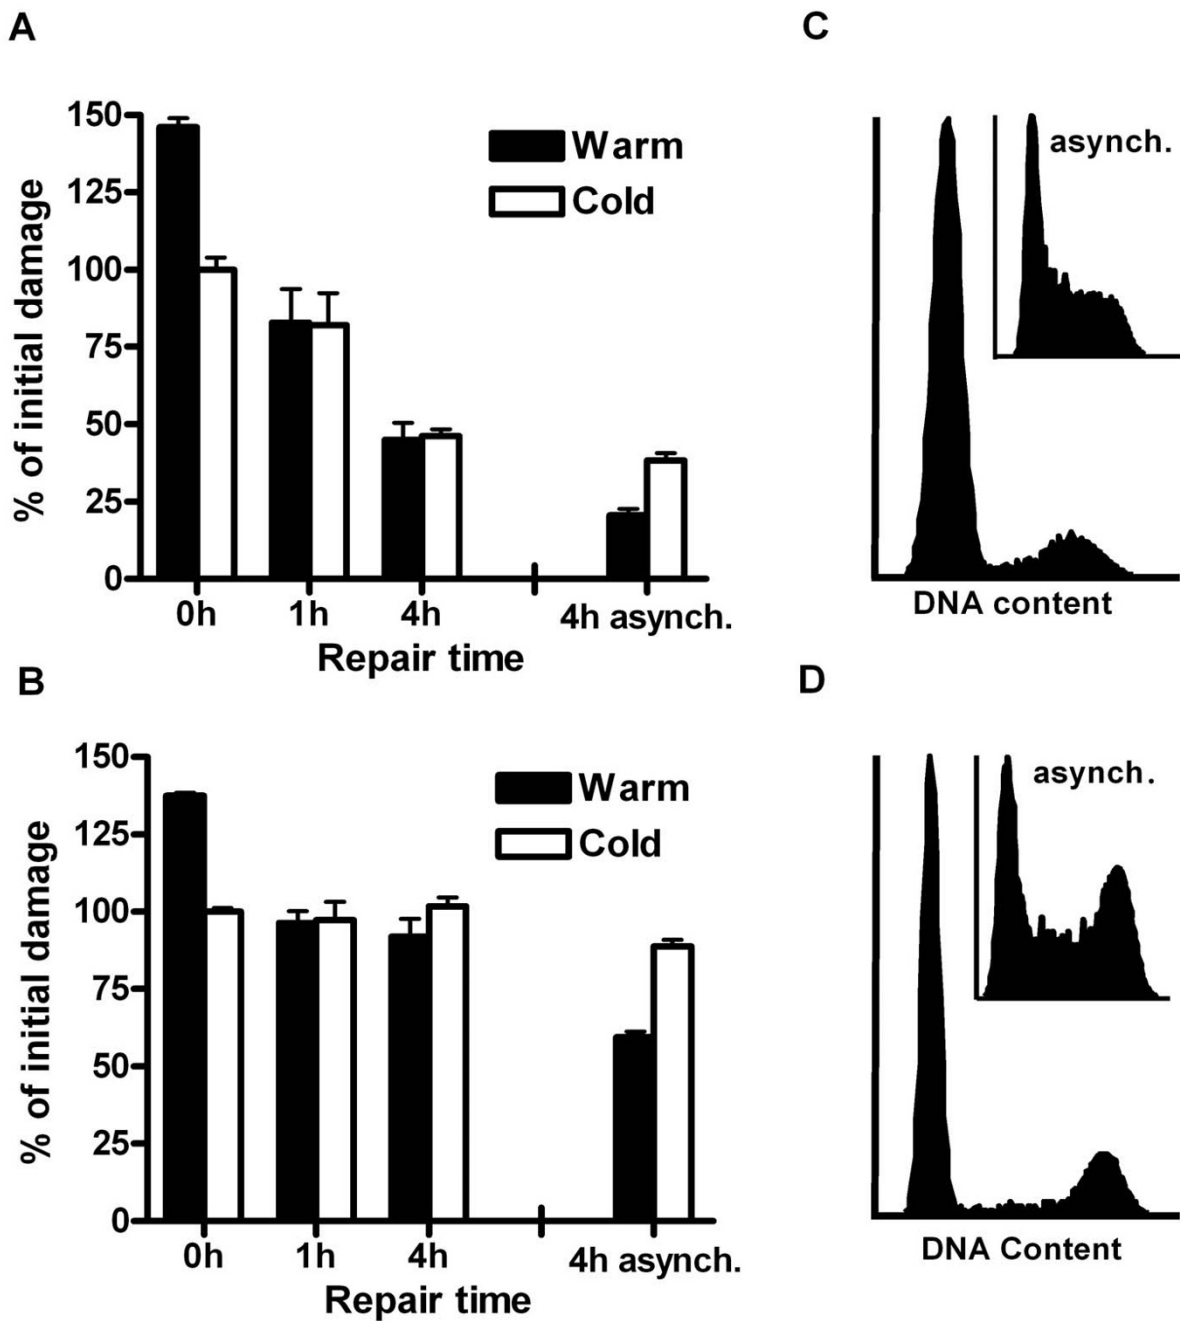 A
% of initial damage
150
125
100
75
50
25
0
Warm
Cold
0h 1h 4h 4h asynch.
Repair time
C
asynch.
DNA content
B
% of initial damage
150
125
100
75
50
25
0
Warm
Cold
0h 1h 4h 4h asynch.
Repair time
D
asynch.
DNA Content